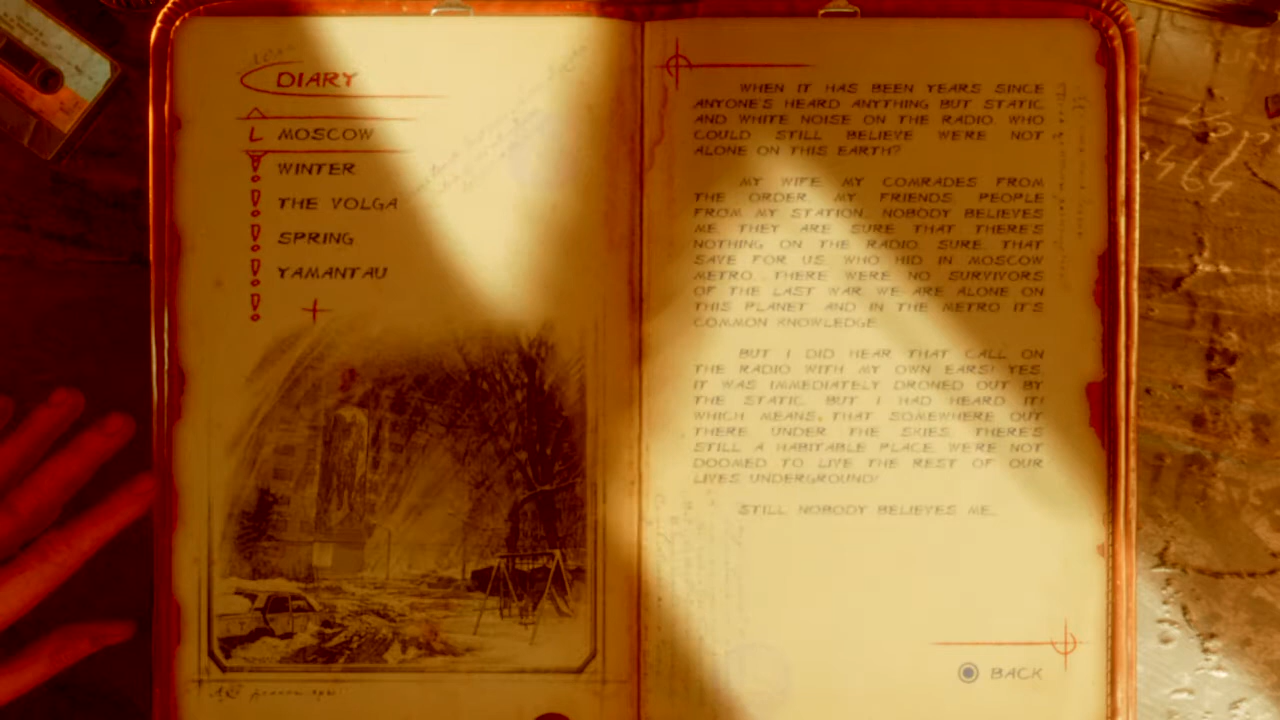 DIARY
MOSCOW
WINTER
THE VOLGA
SPRING
YAMANTAU
WHEN IT HAS BEEN YEARS SINCE
ANYONE'S HEARD ANYTHING BUT STATIC
AND WHITE NOISE ON THE RADIO, WHO
COULD STILL BELIEVE WE'RE NOT
ALONE ON THIS EARTH?
MY WIFE, MY COMRADES FROM
THE ORDER, MY FRIENDS, PEOPLE
FROM MY STATION... NOBODY BELIEVES
ME. THEY ARE SURE THAT THERE'S
NOTHING ON THE RADIO. SURE, THAT
SAVE FOR US, WHO HID IN MOSCOW
METRO, THERE WERE NO SURVIVORS
OF THE LAST WAR. WE ARE ALONE ON
THIS PLANET - AND IN THE METRO IT'S
COMMON KNOWLEDGE.
BUT I DID HEAR THAT CALL ON
THE RADIO WITH MY OWN EARS! YES,
IT WAS IMMEDIATELY DRONED OUT BY
THE STATIC, BUT I HAD HEARD IT!
WHICH MEANS, THAT SOMEWHERE OUT
THERE, UNDER THE SKIES, THERE'S
STILL A HABITABLE PLACE. WE'RE NOT
DOOMED TO LIVE THE REST OF OUR
LIVES UNDERGROUND!
STILL NOBODY BELIEVES ME...
BACK